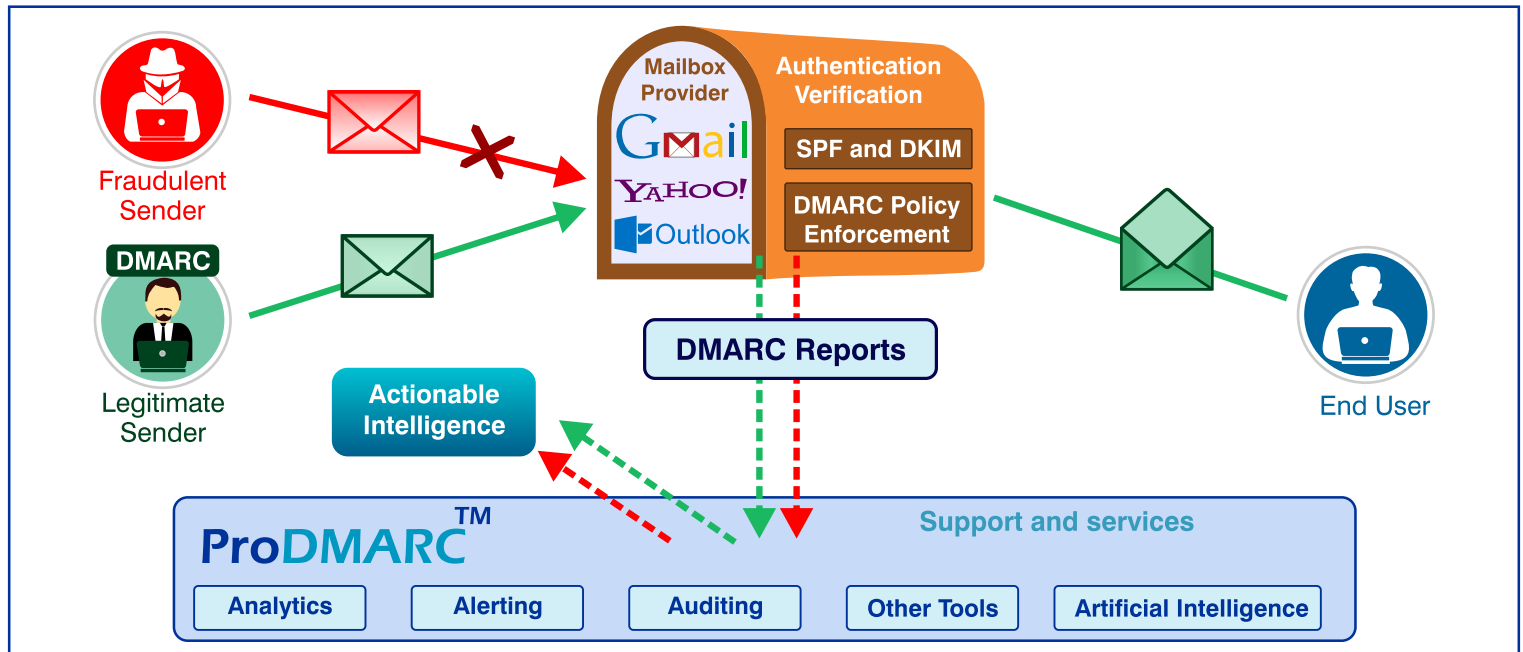 Fraudulent
Sender
DMARC
Legitimate
Sender
Mailbox
Provider
Gmail
YAHOO!
Outlook
Authentication
Verification
SPF and DKIM
DMARC Policy
Enforcement
DMARC Reports
End User
Actionable
Intelligence
ProDMARC™
Support and services
Analytics
Alerting
Auditing
Other Tools
Artificial Intelligence